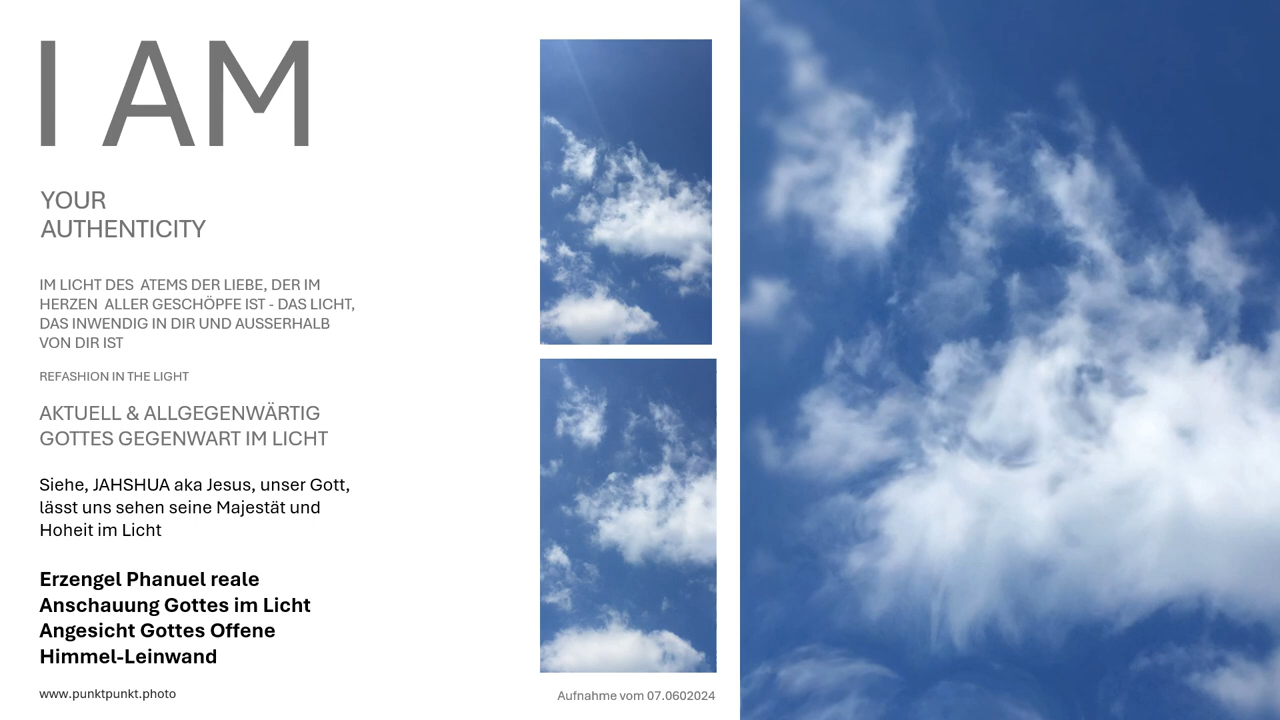 I AM
YOUR
AUTHENTICITY
IM LICHT DES  ATEMS DER LIEBE, DER IM
HERZEN  ALLER GESCHÖPFE IST - DAS LICHT,
DAS INWENDIG IN DIR UND AUSSERHALB
VON DIR IST
REFASHION IN THE LIGHT
AKTUELL & ALLGEGENWÄRTIG
GOTTES GEGENWART IM LICHT
Siehe, JAHSHUA aka Jesus, unser Gott,
lässt uns sehen seine Majestät und
Hoheit im Licht
Erzengel Phanuel reale
Anschauung Gottes im Licht
Angesicht Gottes Offene
Himmel-Leinwand
www.punktpunkt.photo
Aufnahme vom 07.0602024